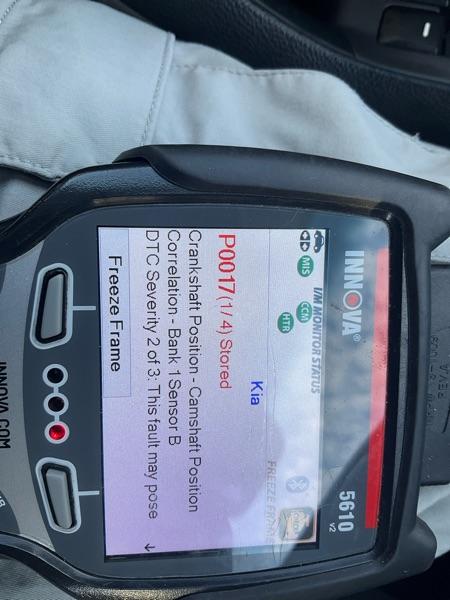 INNOVA®
5610
v2
I/M MONITOR STATUS
MIS
CCM
HTR
FREEZE FRAME
Kia
P0017 (1/4) Stored
Crankshaft Position - Camshaft Position
Correlation - Bank 1 Sensor B
DTC Severity 2 of 3: This fault may pose
Freeze Frame
INNOVA.COM